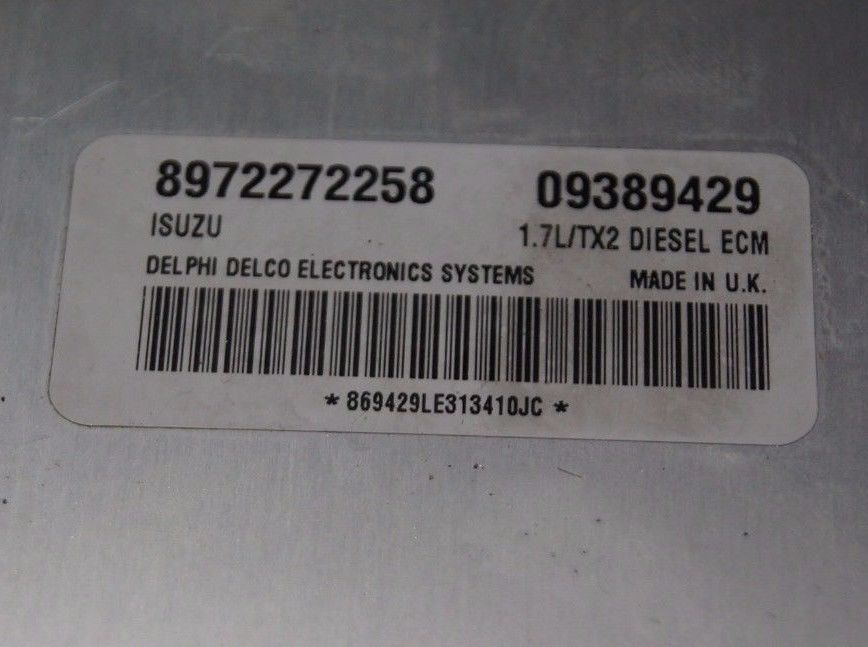 8972272258 09389429
ISUZU 1.7L/TX2 DIESEL ECM
DELPHI DELCO ELECTRONICS SYSTEMS MADE IN U.K.
*869429LE313410JC*